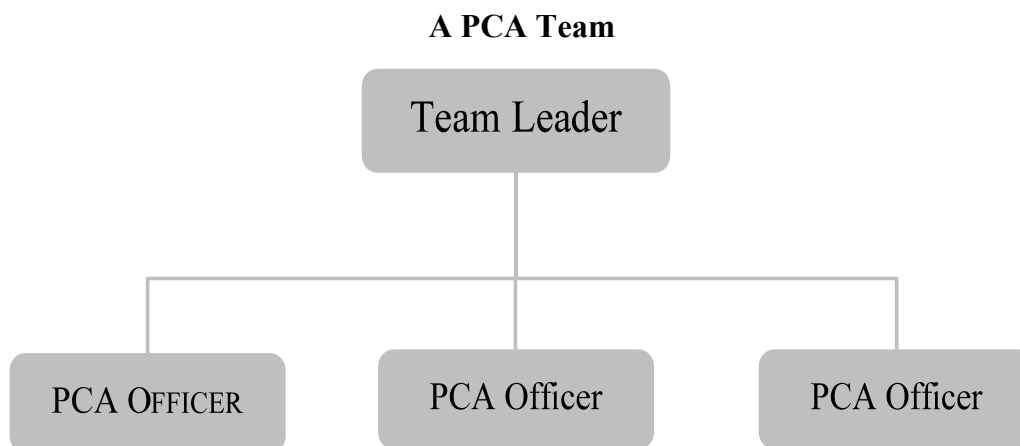 A PCA Team
Team Leader
PCA OFFICER
PCA Officer
PCA Officer